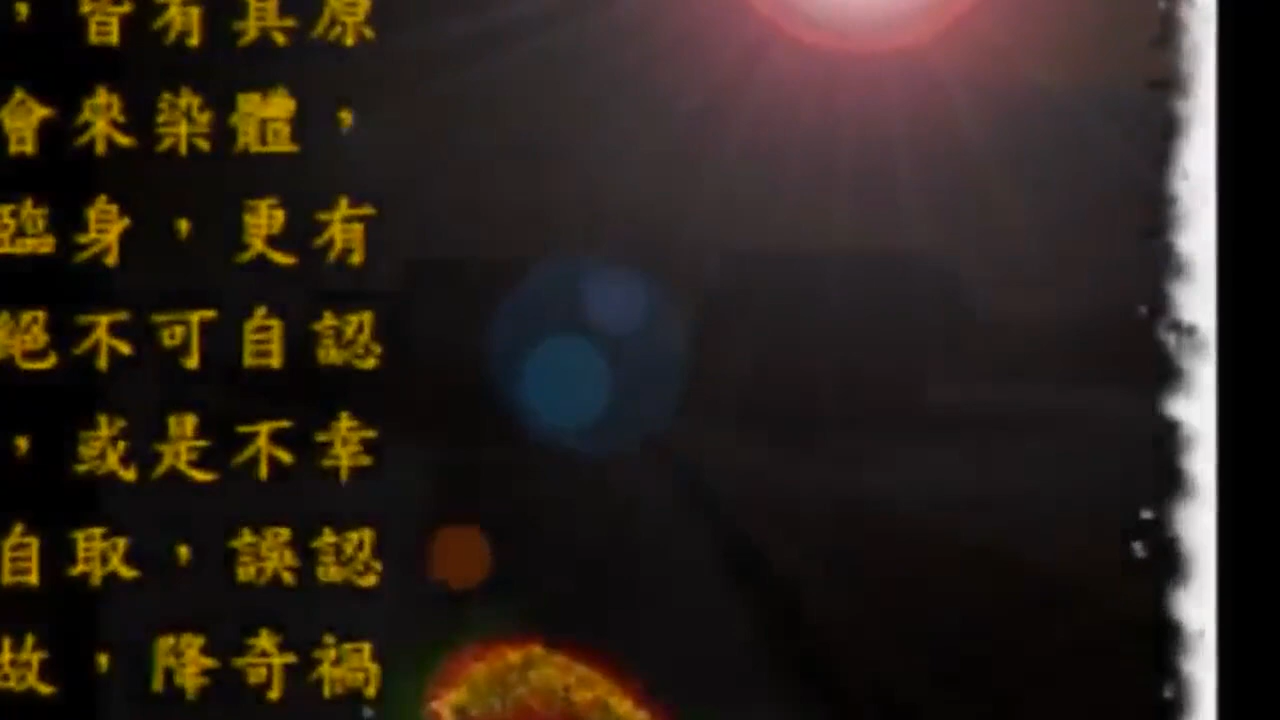 ，皆有其原
會來染體，
臨身，更有
絕不可自認
，或是不幸
自取，誤認
故，降奇禍